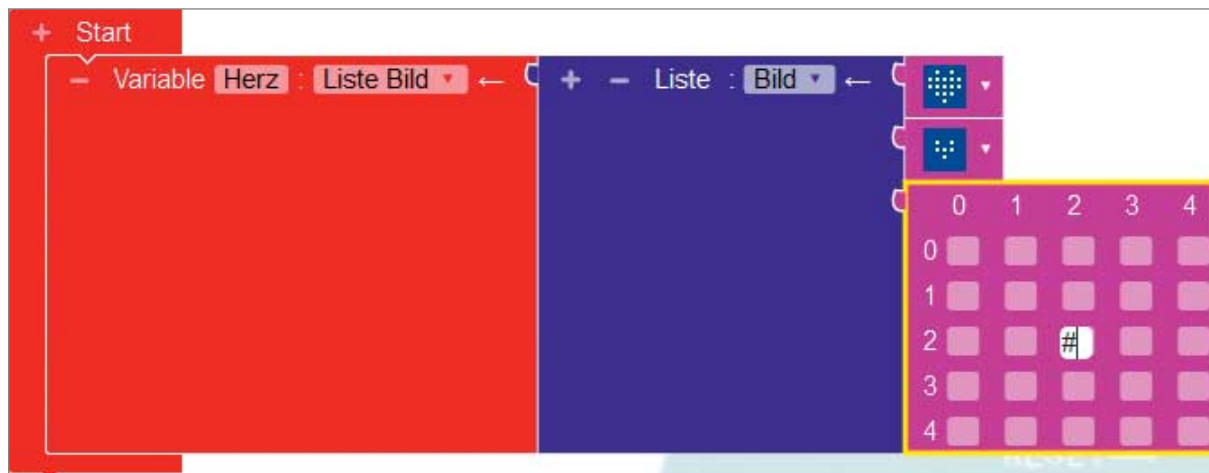 + Start
− Variable Herz : Liste Bild ← + − Liste : Bild ←
0 1 2 3 4
0
1
2 #
3
4